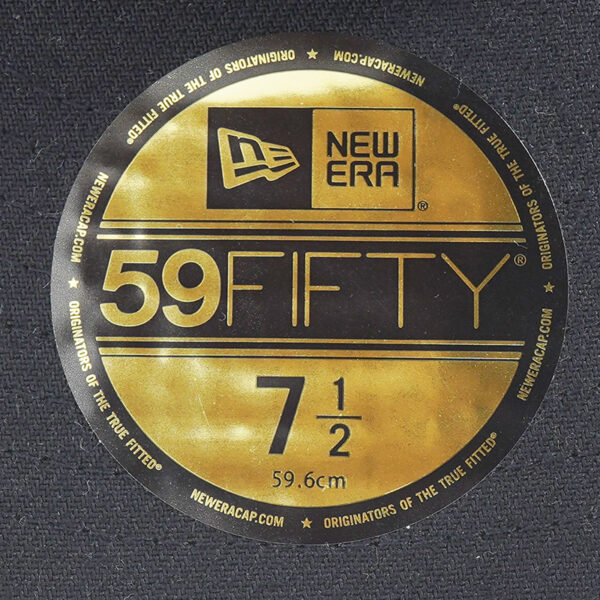 ORIGINATORS OF THE TRUE FITTED® ★ NEWERACAP.COM
ORIGINATORS OF THE TRUE FITTED® ★ NEWERACAP.COM
ORIGINATORS OF THE TRUE FITTED® ★ NEWERACAP.COM
ORIGINATORS OF THE TRUE FITTED® ★ NEWERACAP.COM
NEW
ERA®
59FIFTY®
7 1/2
59.6cm